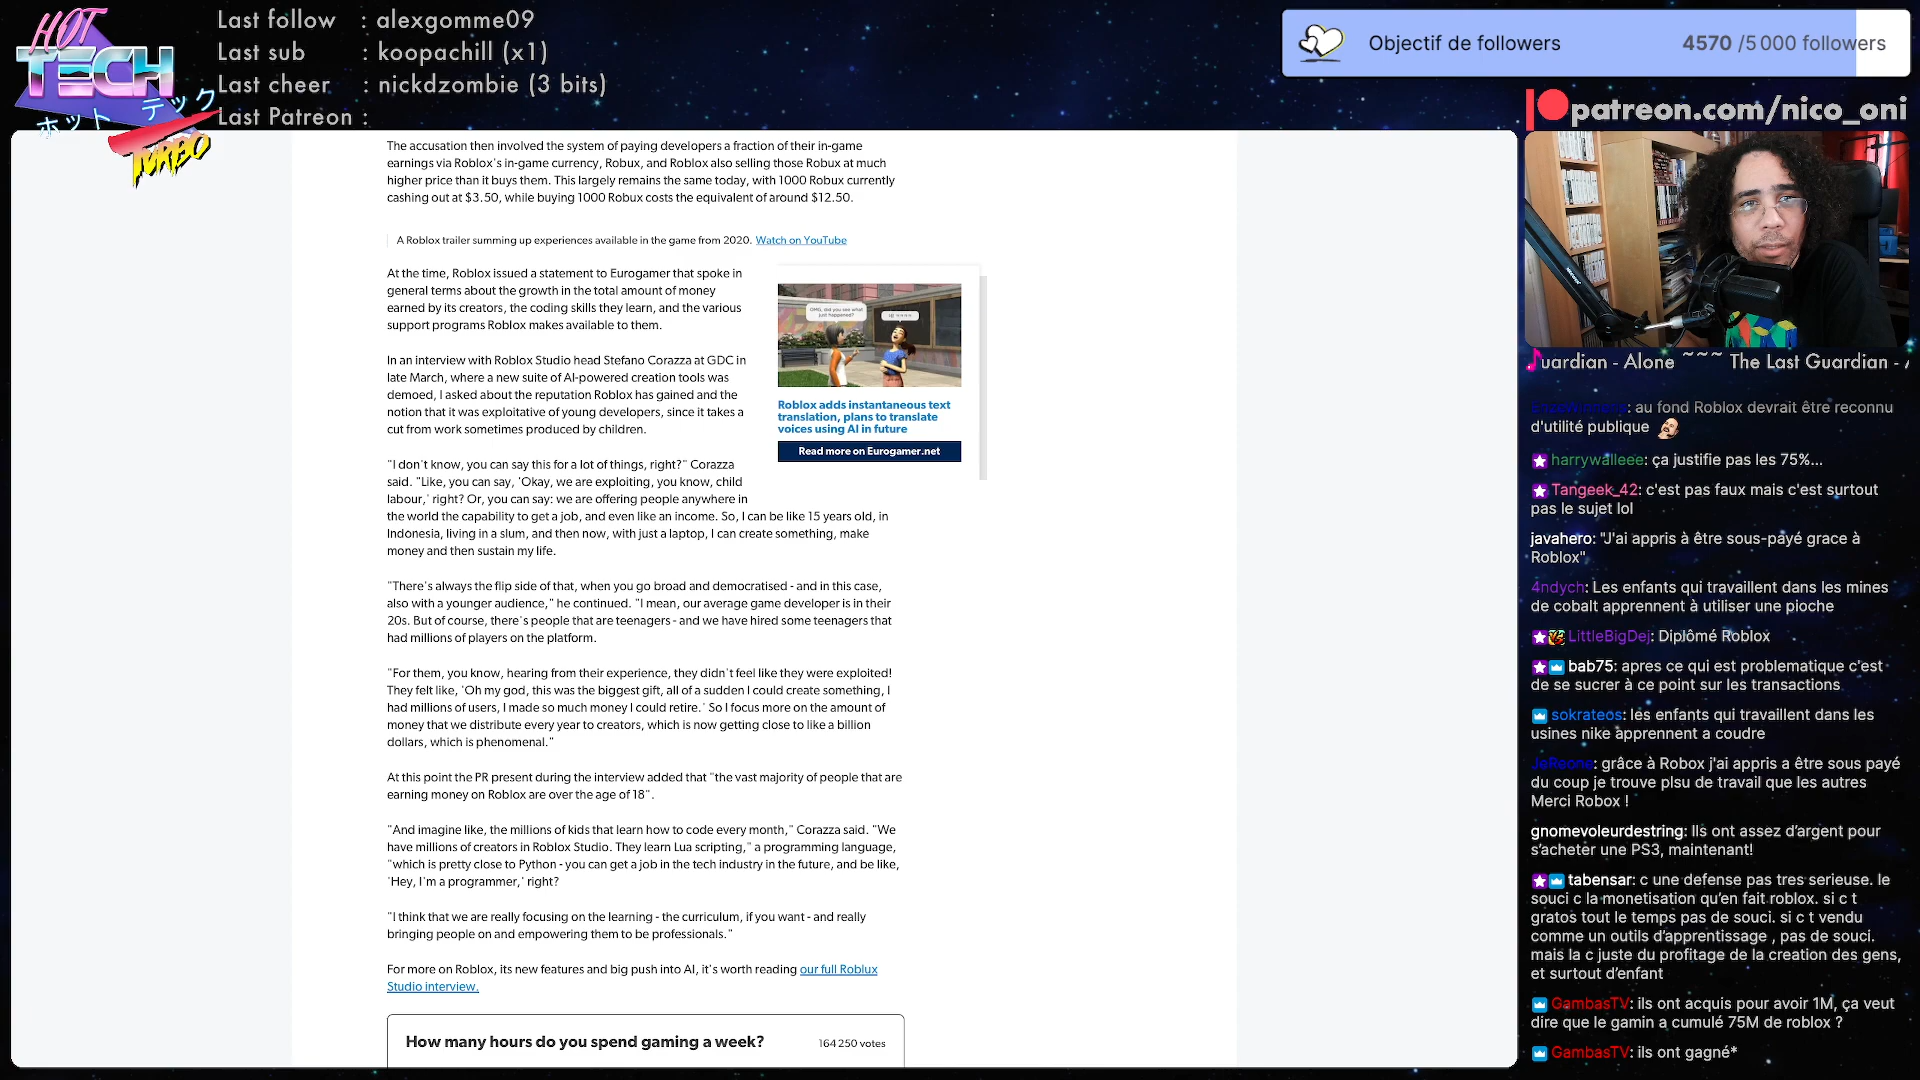 HOT
TECH
ホット テック
TURBO
Last follow : alexgomme09
Last sub : koopachill (x1)
Last cheer : nickdzombie (3 bits)
Last Patreon :
Objectif de followers 4570 /5 000 followers
patreon.com/nico_oni
The accusation then involved the system of paying developers a fraction of their in-game
earnings via Roblox's in-game currency, Robux, and Roblox also selling those Robux at much
higher price than it buys them. This largely remains the same today, with 1000 Robux currently
cashing out at $3.50, while buying 1000 Robux costs the equivalent of around $12.50.
A Roblox trailer summing up experiences available in the game from 2020. Watch on YouTube
At the time, Roblox issued a statement to Eurogamer that spoke in
general terms about the growth in the total amount of money
earned by its creators, the coding skills they learn, and the various
support programs Roblox makes available to them.
In an interview with Roblox Studio head Stefano Corazza at GDC in
late March, where a new suite of AI-powered creation tools was
demoed, I asked about the reputation Roblox has gained and the
notion that it was exploitative of young developers, since it takes a
cut from work sometimes produced by children.
"I don't know, you can say this for a lot of things, right?" Corazza
said. "Like, you can say, 'Okay, we are exploiting, you know, child
labour,' right? Or, you can say: we are offering people anywhere in
the world the capability to get a job, and even like an income. So, I can be like 15 years old, in
Indonesia, living in a slum, and then now, with just a laptop, I can create something, make
money and then sustain my life.
"There's always the flip side of that, when you go broad and democratised - and in this case,
also with a younger audience," he continued. "I mean, our average game developer is in their
20s. But of course, there's people that are teenagers - and we have hired some teenagers that
had millions of players on the platform.
"For them, you know, hearing from their experience, they didn't feel like they were exploited!
They felt like, 'Oh my god, this was the biggest gift, all of a sudden I could create something, I
had millions of users, I made so much money I could retire.' So I focus more on the amount of
money that we distribute every year to creators, which is now getting close to like a billion
dollars, which is phenomenal."
At this point the PR present during the interview added that "the vast majority of people that are
earning money on Roblox are over the age of 18".
"And imagine like, the millions of kids that learn how to code every month," Corazza said. "We
have millions of creators in Roblox Studio. They learn Lua scripting," a programming language,
"which is pretty close to Python - you can get a job in the tech industry in the future, and be like,
'Hey, I'm a programmer,' right?
"I think that we are really focusing on the learning - the curriculum, if you want - and really
bringing people on and empowering them to be professionals."
For more on Roblox, its new features and big push into AI, it's worth reading our full Roblux
Studio interview.
How many hours do you spend gaming a week? 164 250 votes
OMG, did you see what
just happened?
Roblox adds instantaneous text
translation, plans to translate
voices using AI in future
Read more on Eurogamer.net
uardian - Alone ~~~ The Last Guardian -
: au fond Roblox devrait être reconnu
d'utilité publique
harrywalleee: ça justifie pas les 75%...
Tangeek_42: c'est pas faux mais c'est surtout
pas le sujet lol
javahero: "J'ai appris à être sous-payé grace à
Roblox"
4ndych: Les enfants qui travaillent dans les mines
de cobalt apprennent à utiliser une pioche
LittleBigDej: Diplômé Roblox
bab75: apres ce qui est problematique c'est
de se sucrer à ce point sur les transactions
sokrateos: les enfants qui travaillent dans les
usines nike apprennent a coudre
JeReone: grâce à Robox j'ai appris a être sous payé
du coup je trouve plsu de travail que les autres
Merci Robox !
gnomevoleurdestring: Ils ont assez d'argent pour
s'acheter une PS3, maintenant!
tabensar: c une defense pas tres serieuse. le
souci c la monetisation qu'en fait roblox. si c t
gratos tout le temps pas de souci. si c t vendu
comme un outils d'apprentissage , pas de souci.
mais la c juste du profitage de la creation des gens,
et surtout d'enfant
GambasTV: ils ont acquis pour avoir 1M, ça veut
dire que le gamin a cumulé 75M de roblox ?
GambasTV: ils ont gagné*